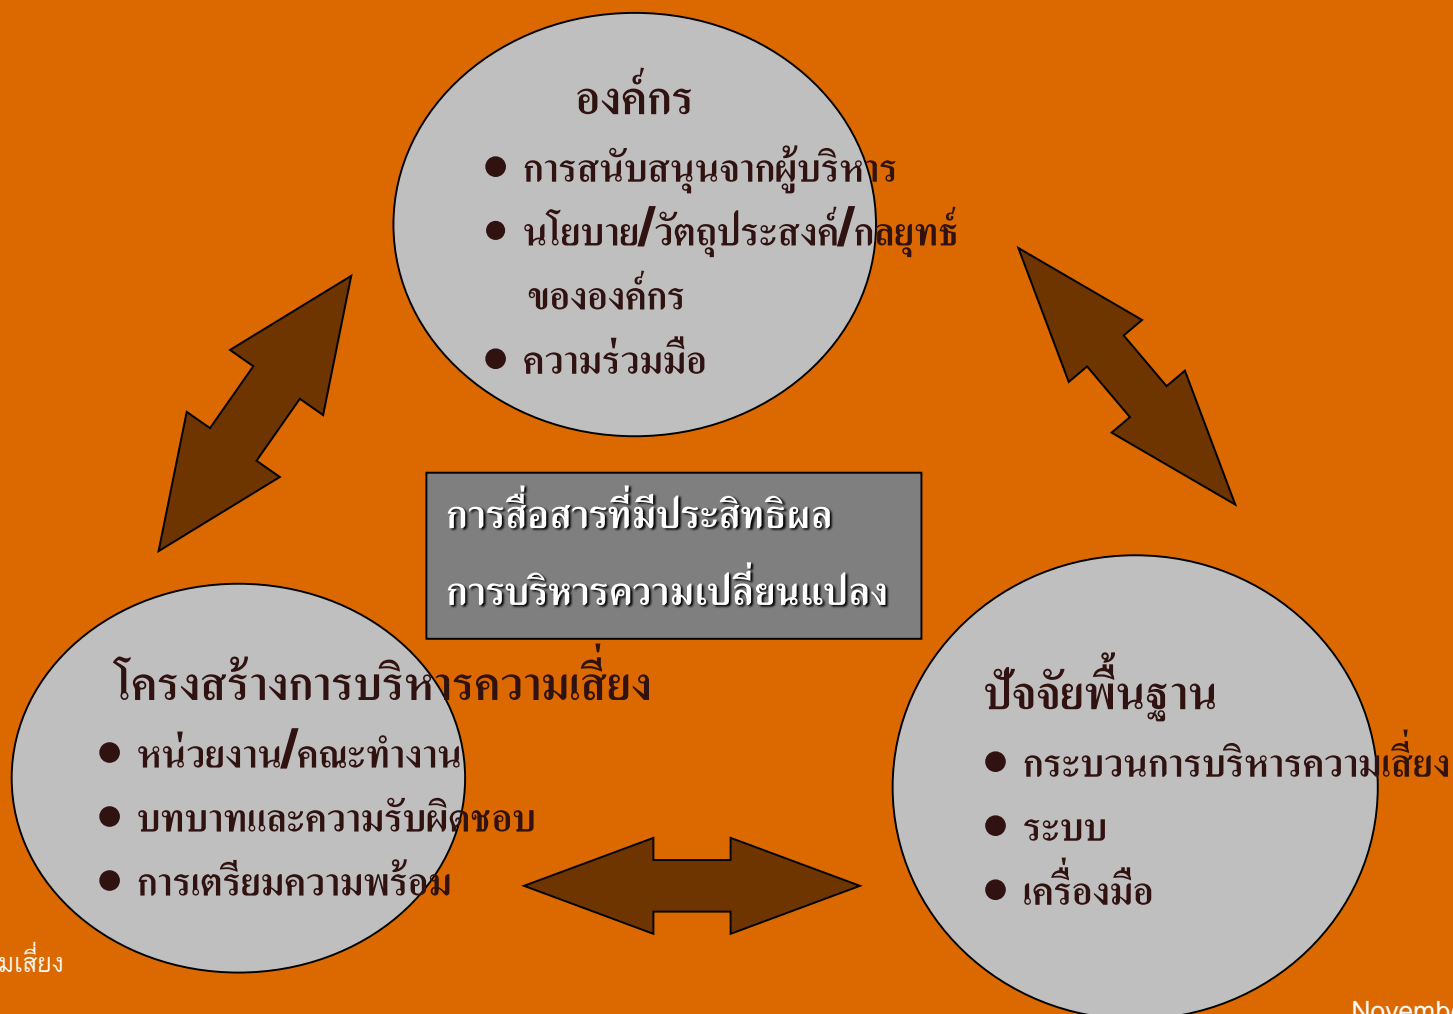 องค์กร
● การสนับสนุนจากผู้บริหาร
● นโยบาย/วัตถุประสงค์/กลยุทธ์
ขององค์กร
● ความร่วมมือ
การสื่อสารที่มีประสิทธิผล
การบริหารความเปลี่ยนแปลง
โครงสร้างการบริหารความเสี่ยง
● หน่วยงาน/คณะทำงาน
● บทบาทและความรับผิดชอบ
● การเตรียมความพร้อม
ปัจจัยพื้นฐาน
● กระบวนการบริหารความเสี่ยง
● ระบบ
● เครื่องมือ
มเสี่ยง